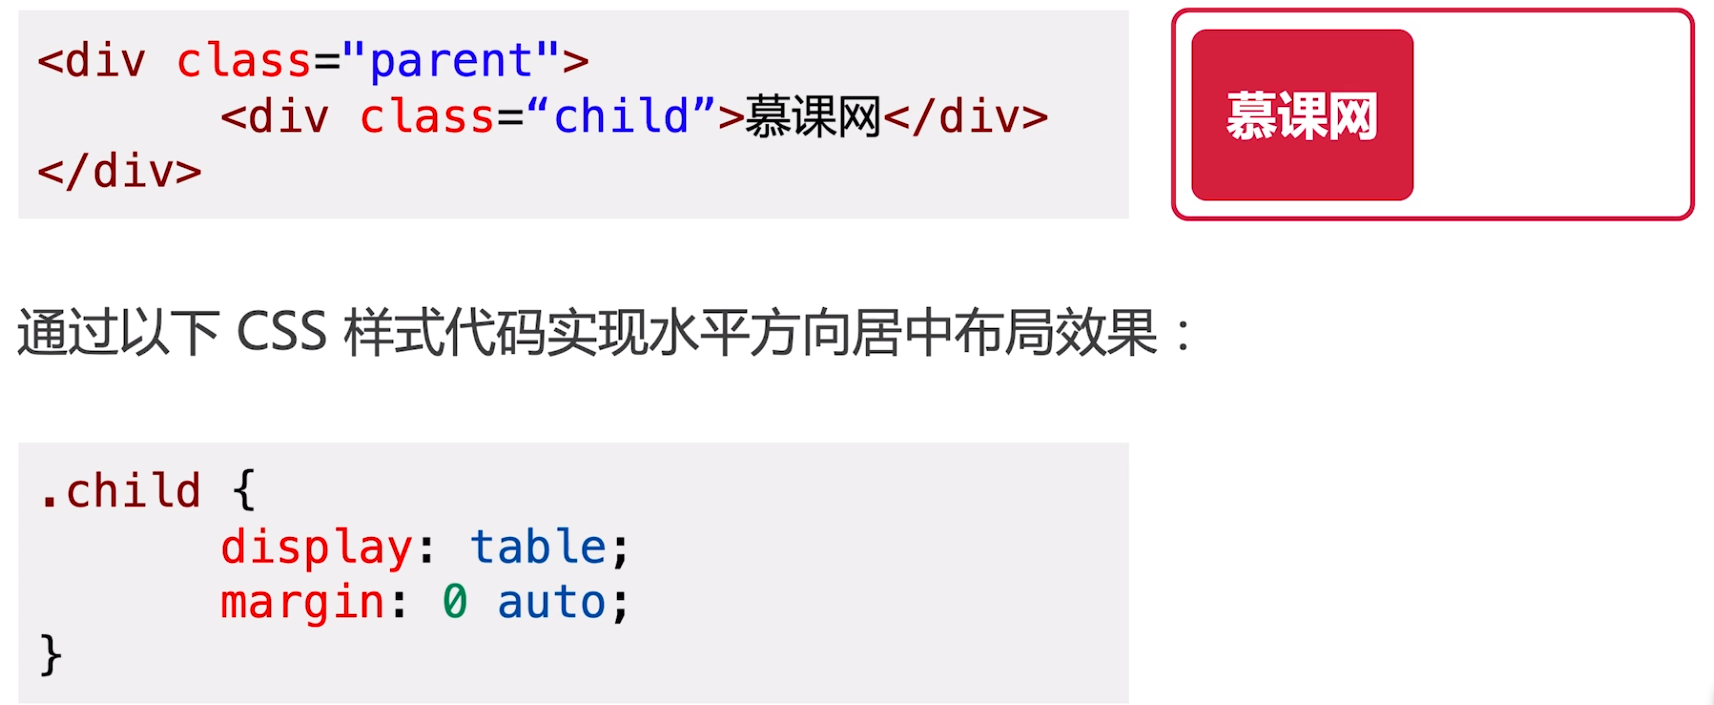 <div class="parent">
<div class=“child”>慕课网</div>
</div>
慕课网
通过以下 CSS 样式代码实现水平方向居中布局效果：
.child {
display: table;
margin: 0 auto;
}